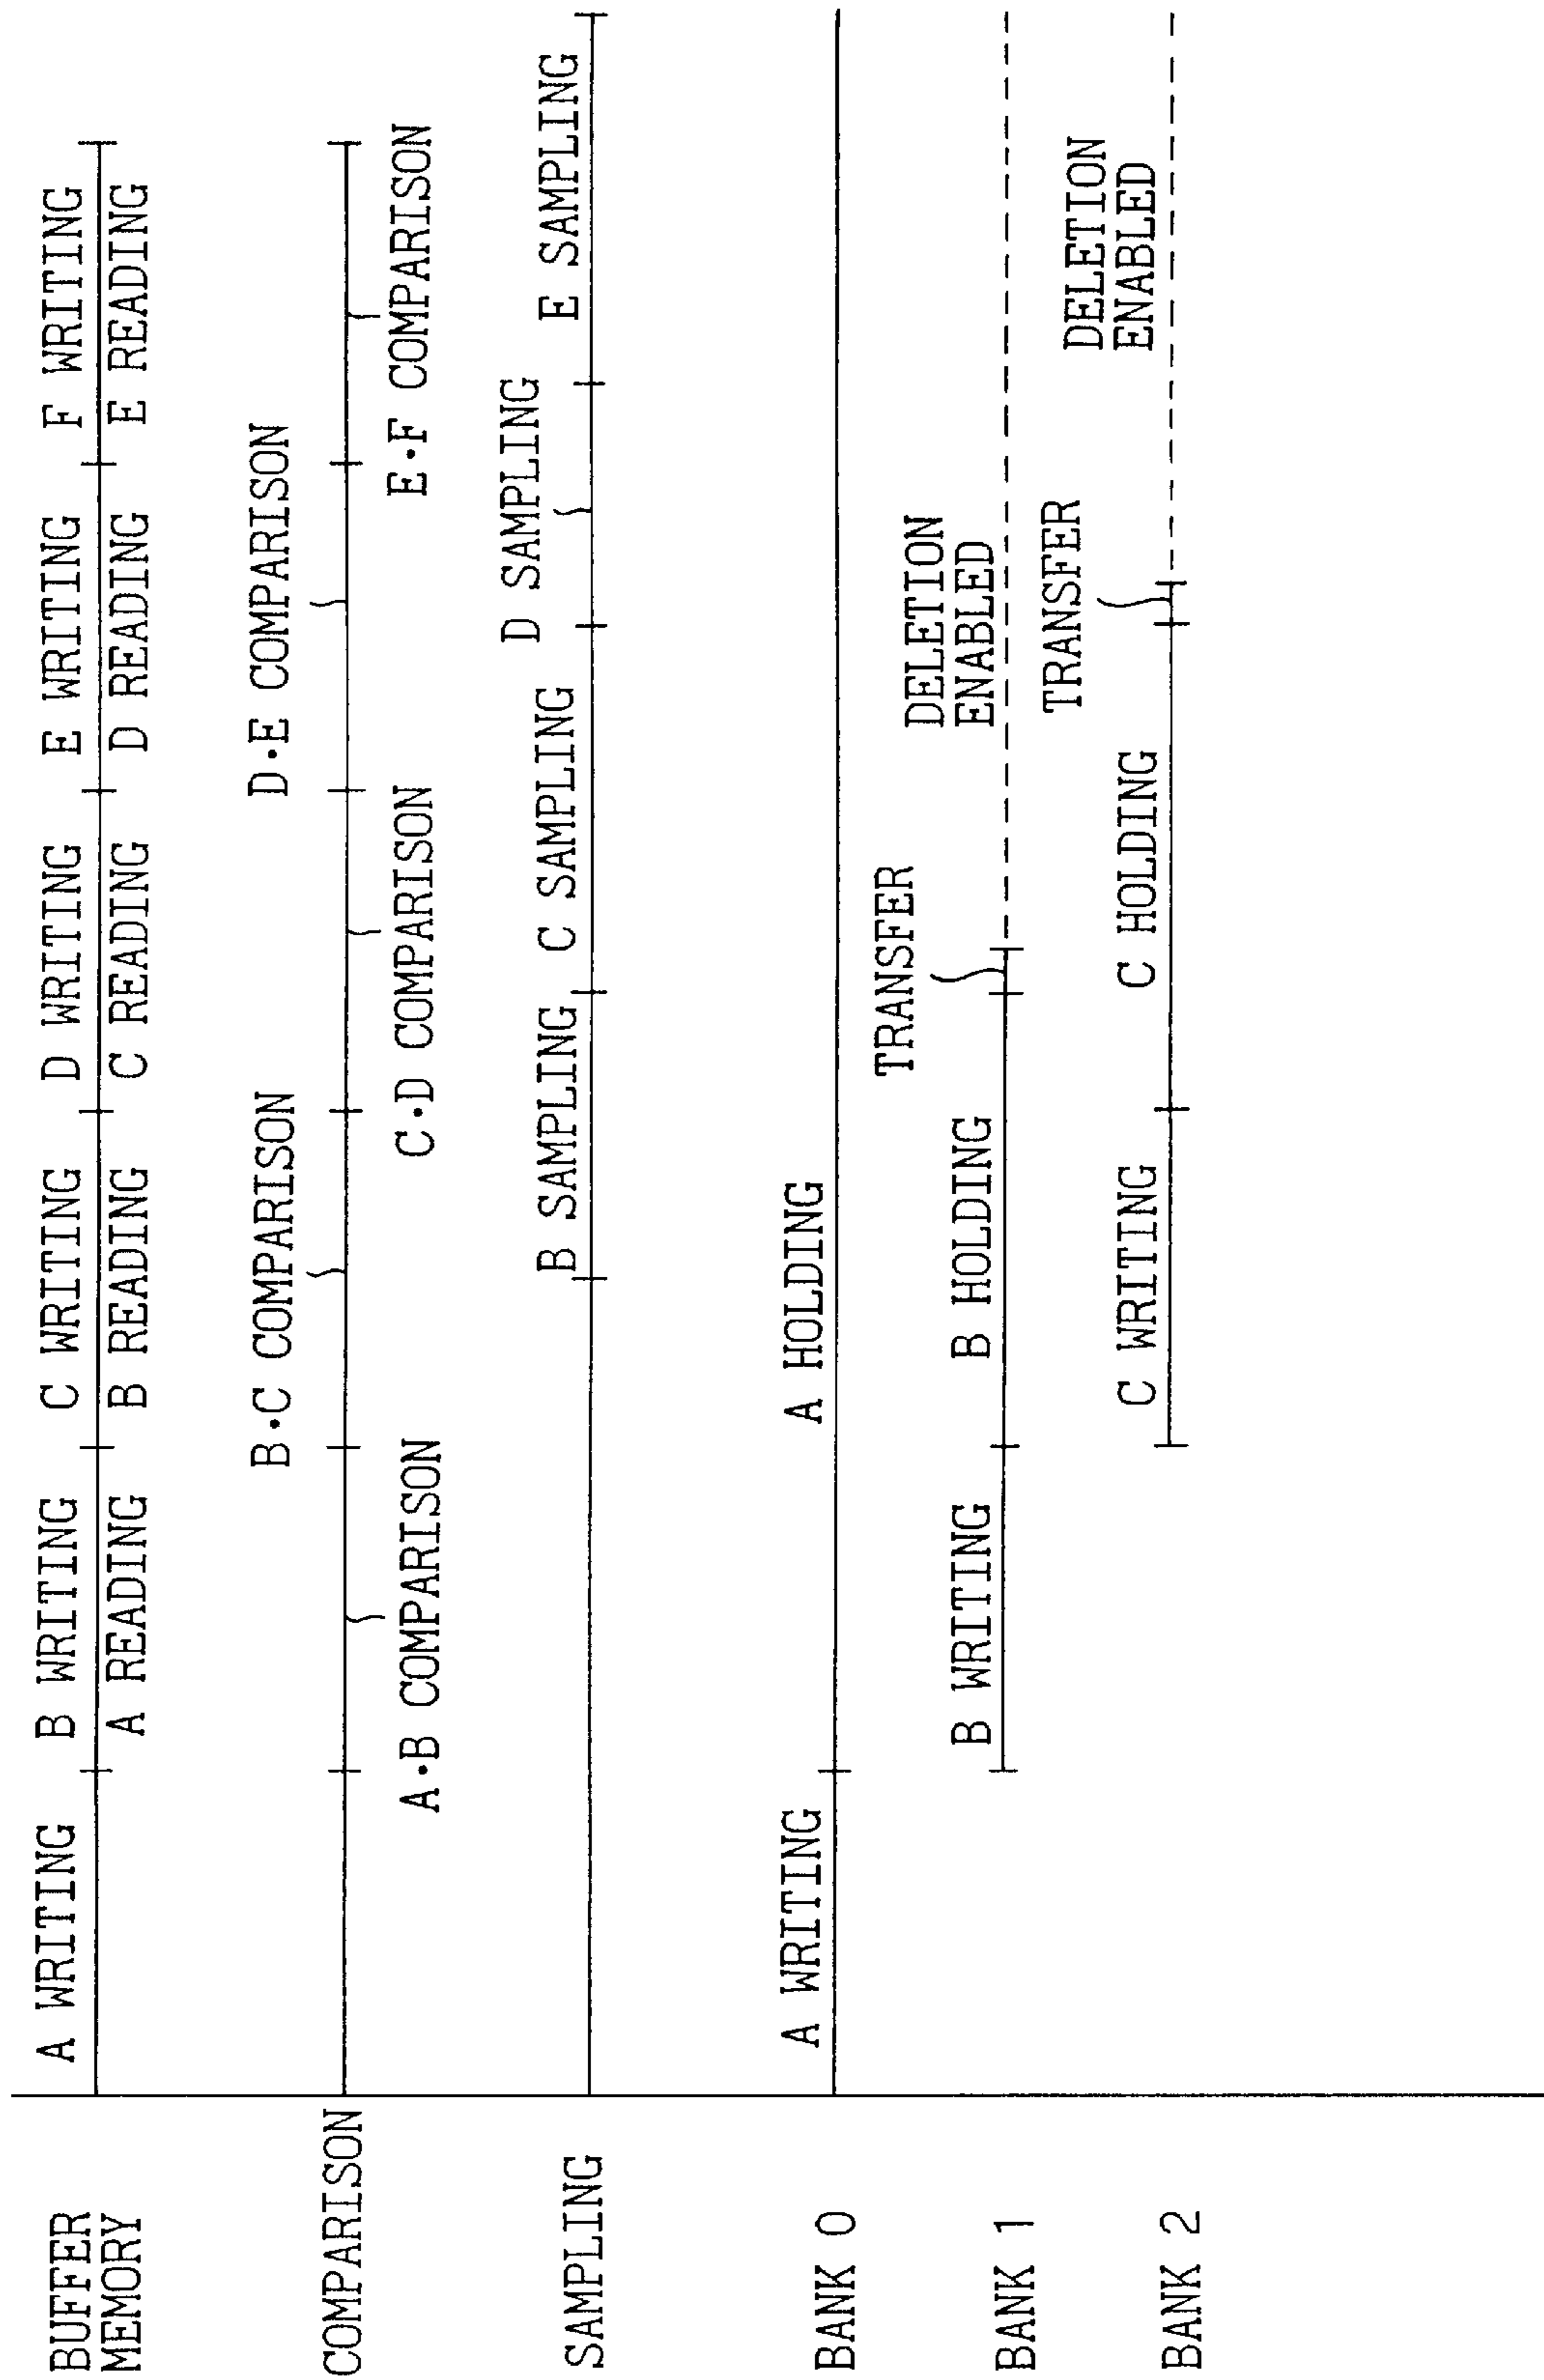 BUFFER
MEMORY
A WRITING
B WRITING
C WRITING
D WRITING
E WRITING
F WRITING
A READING
B READING
C READING
D READING
E READING
COMPARISON
B•C COMPARISON
D•E COMPARISON
A•B COMPARISON
C•D COMPARISON
E•F COMPARISON
SAMPLING
B SAMPLING
C SAMPLING
D SAMPLING
E SAMPLING
BANK 0
A WRITING
A HOLDING
BANK 1
B WRITING
B HOLDING
TRANSFER
DELETION
ENABLED
BANK 2
C WRITING
C HOLDING
TRANSFER
DELETION
ENABLED